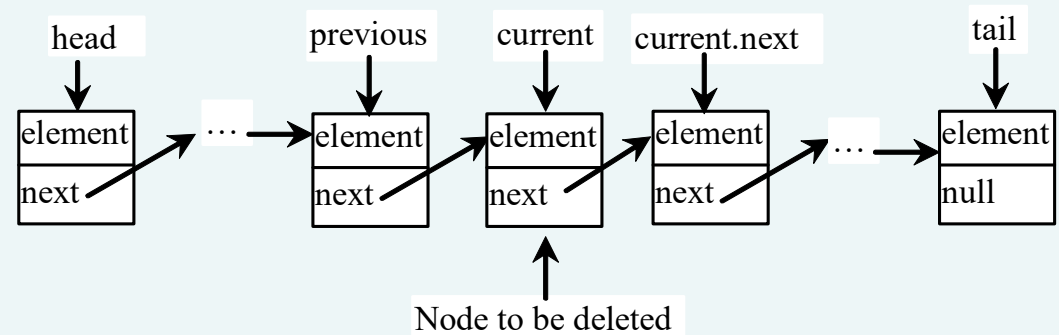 head
previous
current
current.next
tail
element
next
...
element
next
element
next
element
next
...
element
null
Node to be deleted